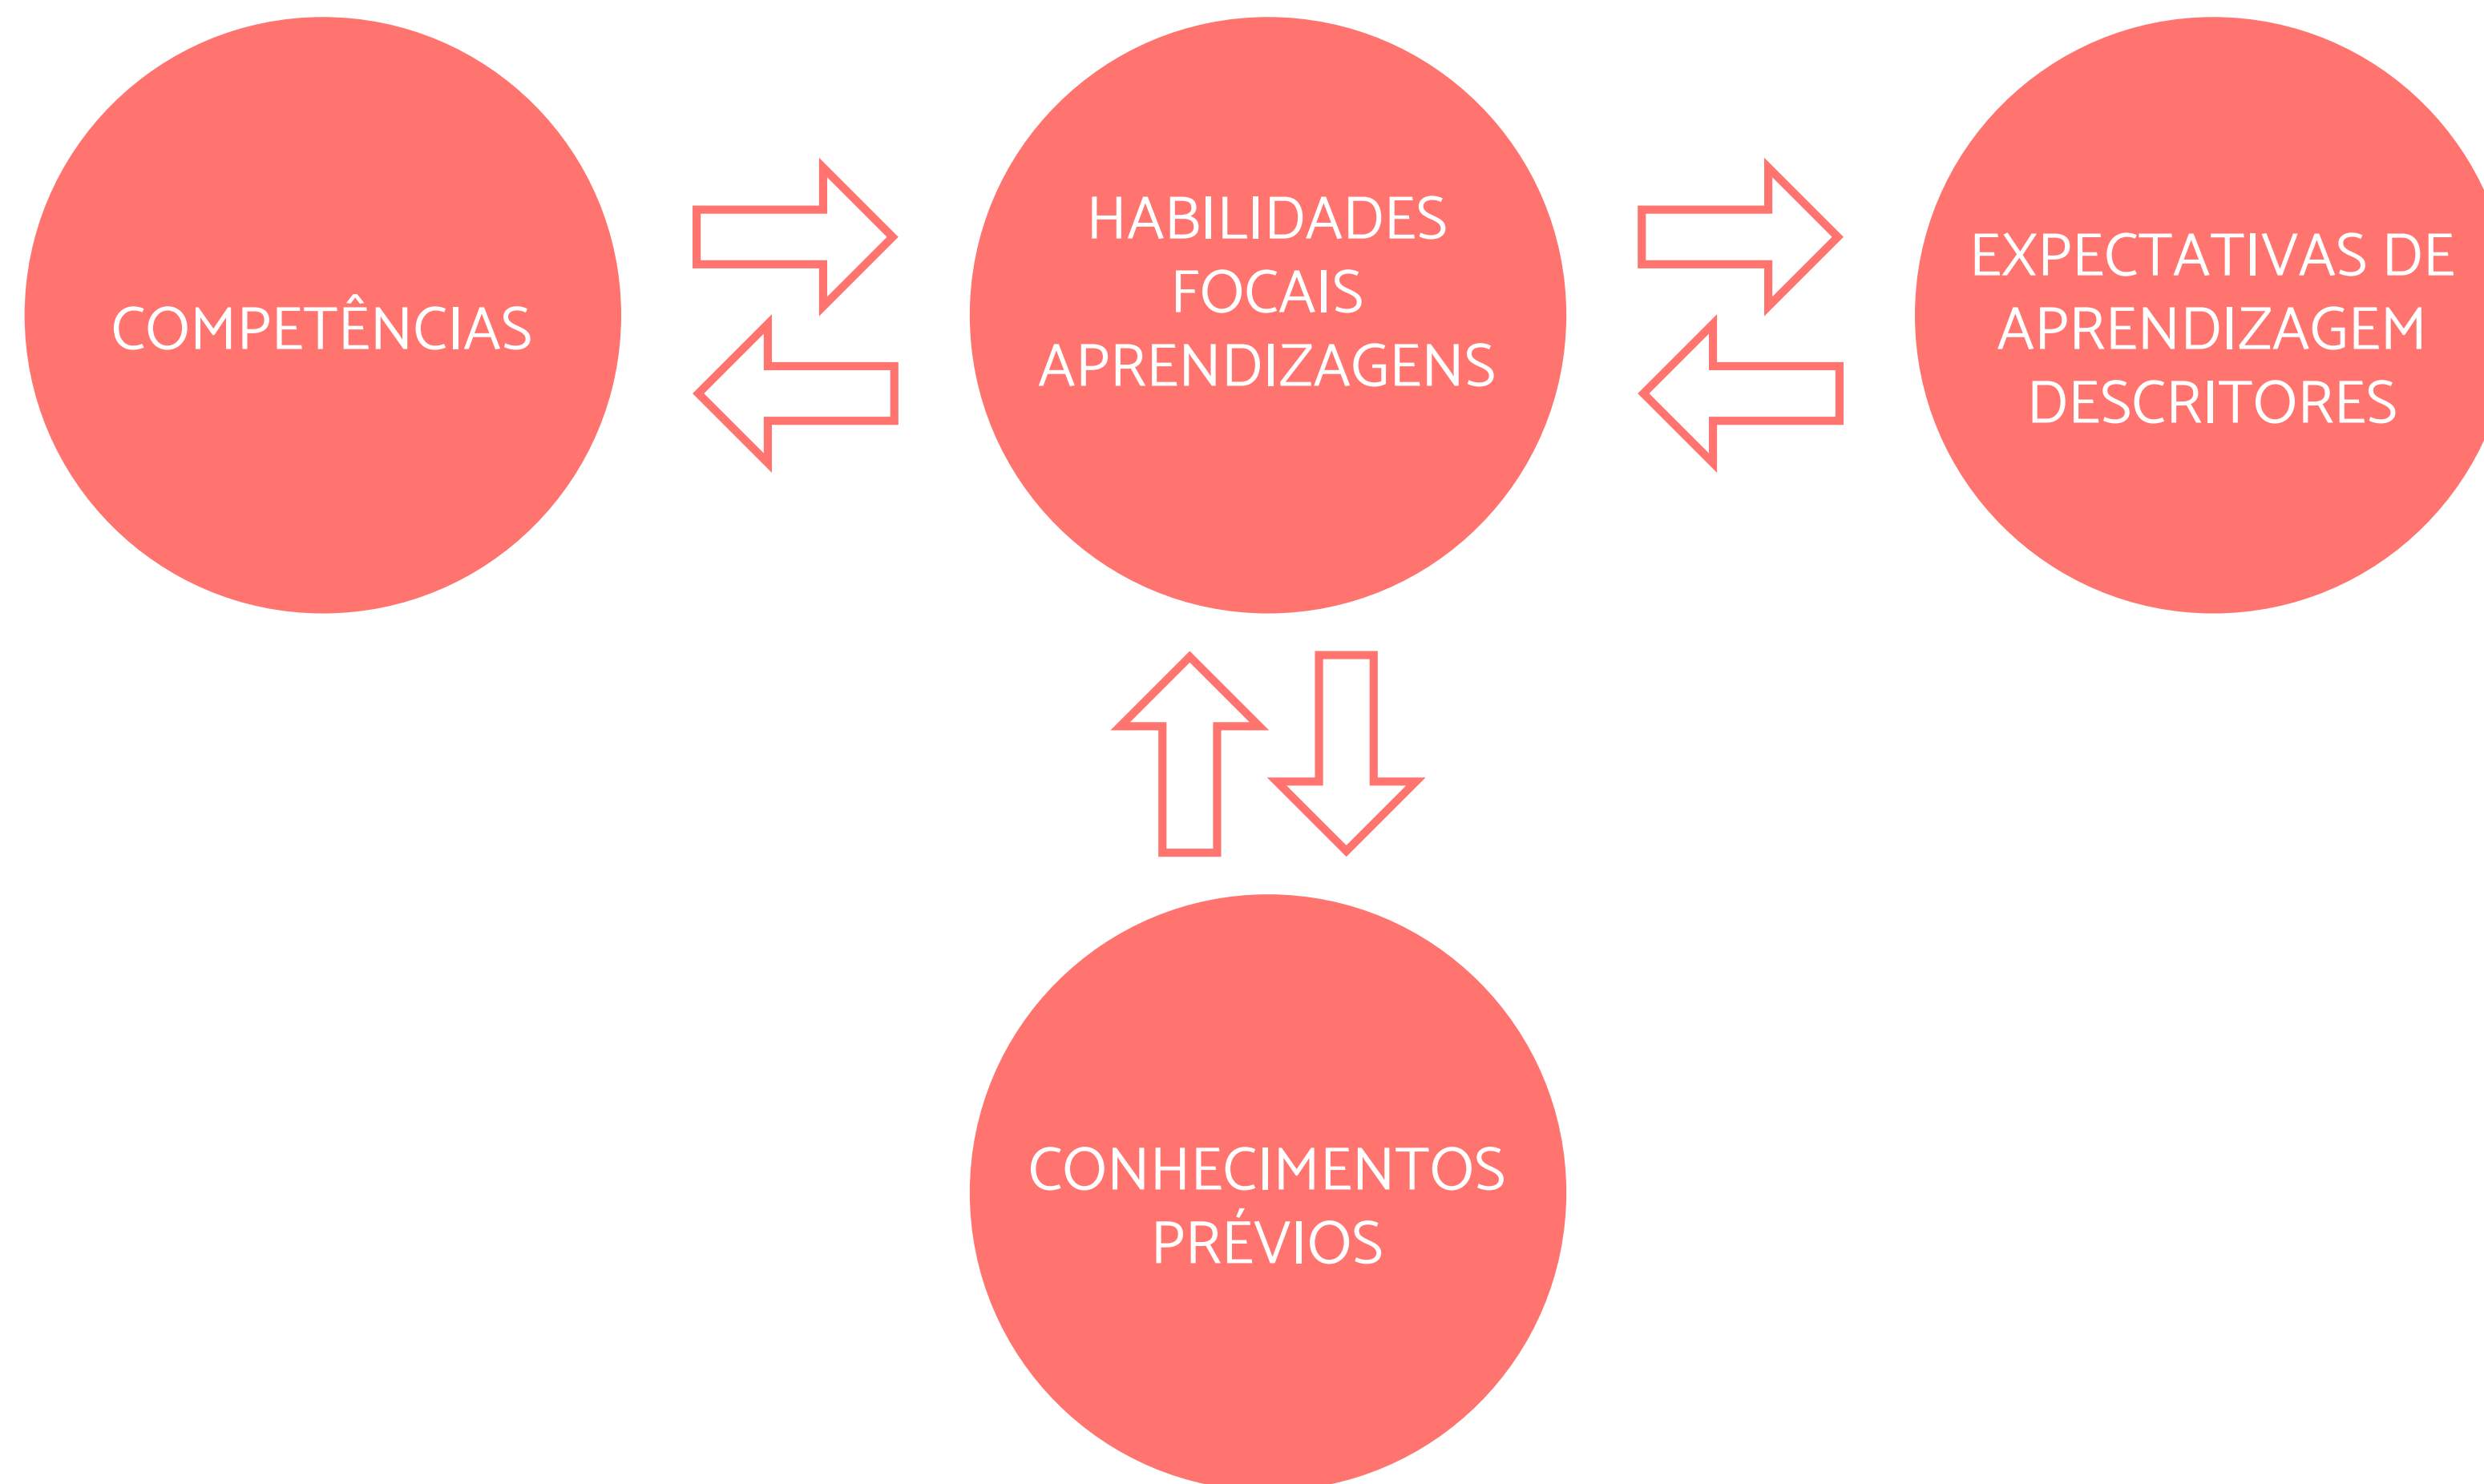 COMPETÊNCIAS
HABILIDADES
FOCAIS
APRENDIZAGENS
EXPECTATIVAS DE
APRENDIZAGEM
DESCRITORES
CONHECIMENTOS
PRÉVIOS